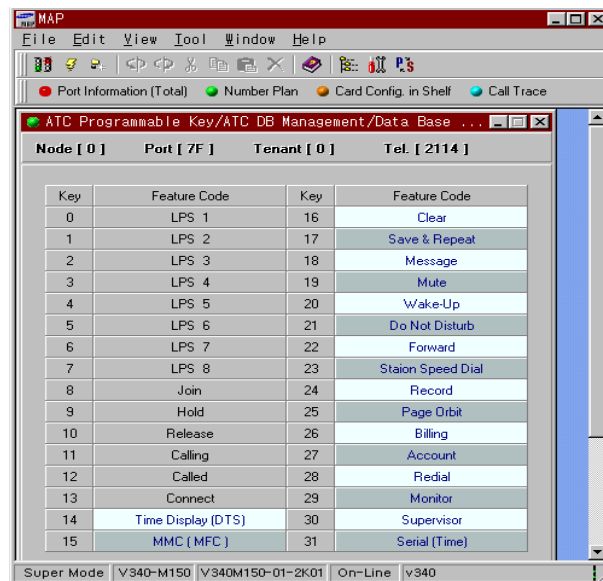 MAP
File Edit View Tool Window Help
P.'s
Port Information (Total) Number Plan Card Config. in Shelf Call Trace
ATC Programmable Key/ATC DB Management/Data Base ...
Node [ 0 ] Port [ 7F ] Tenant [ 0 ] Tel. [ 2114 ]
Key Feature Code Key Feature Code
0 LPS 1 16 Clear
1 LPS 2 17 Save & Repeat
2 LPS 3 18 Message
3 LPS 4 19 Mute
4 LPS 5 20 Wake-Up
5 LPS 6 21 Do Not Disturb
6 LPS 7 22 Forward
7 LPS 8 23 Staion Speed Dial
8 Join 24 Record
9 Hold 25 Page Orbit
10 Release 26 Billing
11 Calling 27 Account
12 Called 28 Redial
13 Connect 29 Monitor
14 Time Display (DTS) 30 Supervisor
15 MMC ( MFC ) 31 Serial (Time)
Super Mode V340-M150 V340M150-01-2K01 On-Line v340